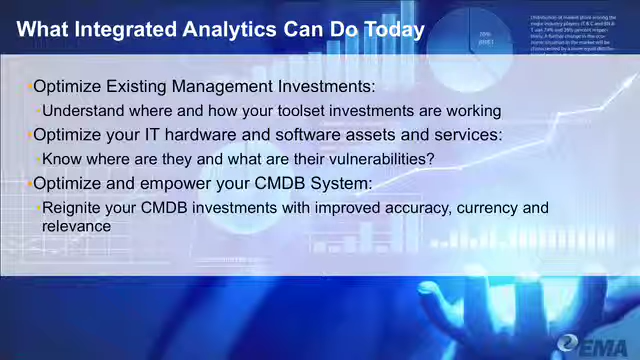 What Integrated Analytics Can Do Today
•Optimize Existing Management Investments:
•Understand where and how your toolset investments are working
•Optimize your IT hardware and software assets and services:
•Know where are they and what are their vulnerabilities?
•Optimize and empower your CMDB System:
•Reignite your CMDB investments with improved accuracy, currency and
relevance
2
EMA